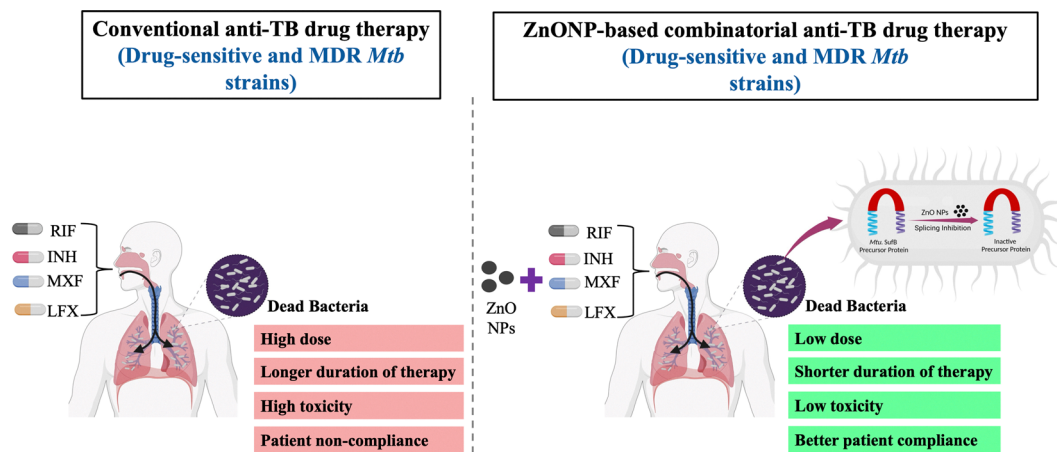 Conventional anti-TB drug therapy
(Drug-sensitive and MDR Mtb
strains)
RIF
INH
MXF
LFX
Dead Bacteria
High dose
Longer duration of therapy
High toxicity
Patient non-compliance
ZnONP-based combinatorial anti-TB drug therapy
(Drug-sensitive and MDR Mtb
strains)
ZnO
NPs
RIF
INH
MXF
LFX
Dead Bacteria
ZnO NPs
Splicing Inhibition
Mtu. SufB
Precursor Protein
Inactive
Precursor Protein
Low dose
Shorter duration of therapy
Low toxicity
Better patient compliance